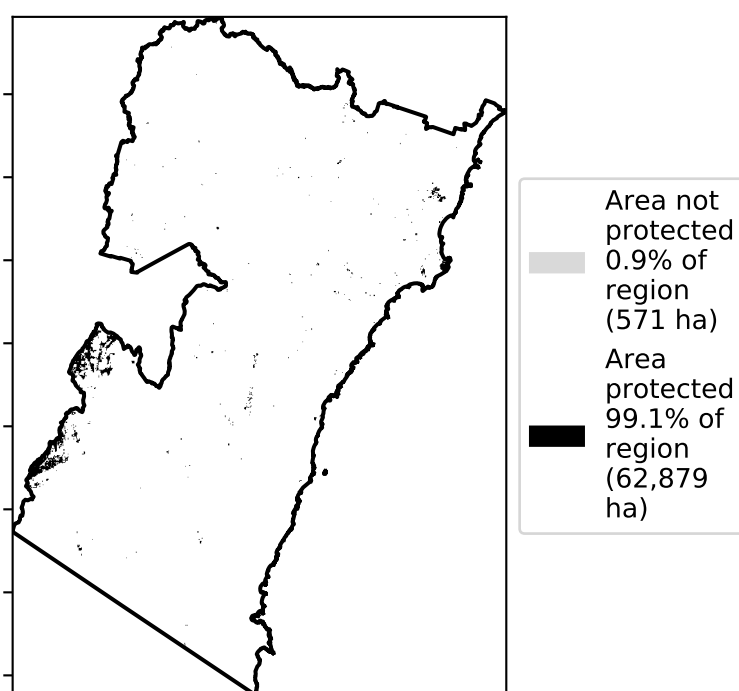 Area not
protected
0.9% of
region
(571 ha)
Area
protected
99.1% of
region
(62,879
ha)